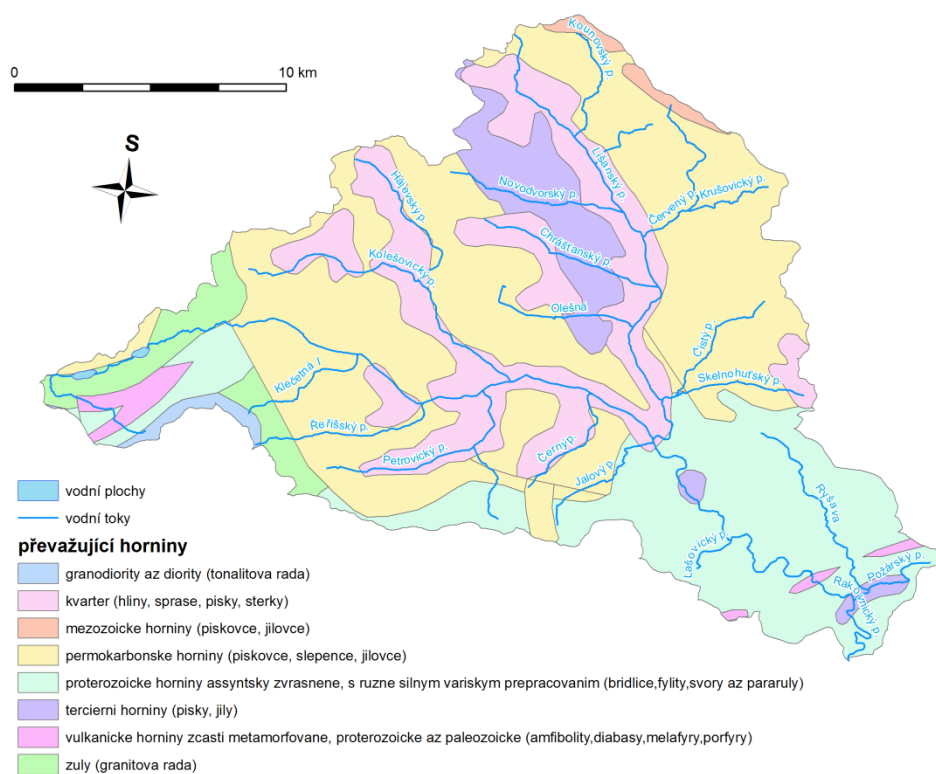 0 10 km
S
Kounovský p.
Lišanský p.
Hájevský p.
Novodvorský p.
Červený p.
Krušovický p.
Chrášťanský p.
Kolešovický p.
Olešná
Čistý p.
Klečetná I
Skelnohuťský p.
Řeřišský p.
Petrovický p.
Černý p.
Jalový p.
Ryšava
Lašovický p.
Požárský p.
Rakovnický p.
vodní plochy
vodní toky
převažující horniny
granodiority az diority (tonalitova rada)
kvarter (hliny, sprase, pisky, sterky)
mezozoicke horniny (piskovce, jilovce)
permokarbonske horniny (piskovce, slepence, jilovce)
proterozoicke horniny assyntsky zvrasnene, s ruzne silnym variskym prepracovanim (bridlice,fylity,svory az pararuly)
tercierni horniny (pisky, jily)
vulkanicke horniny zcasti metamorfovane, proterozoicke az paleozoicke (amfibolity,diabasy,melafyry,porfyry)
zuly (granitova rada)